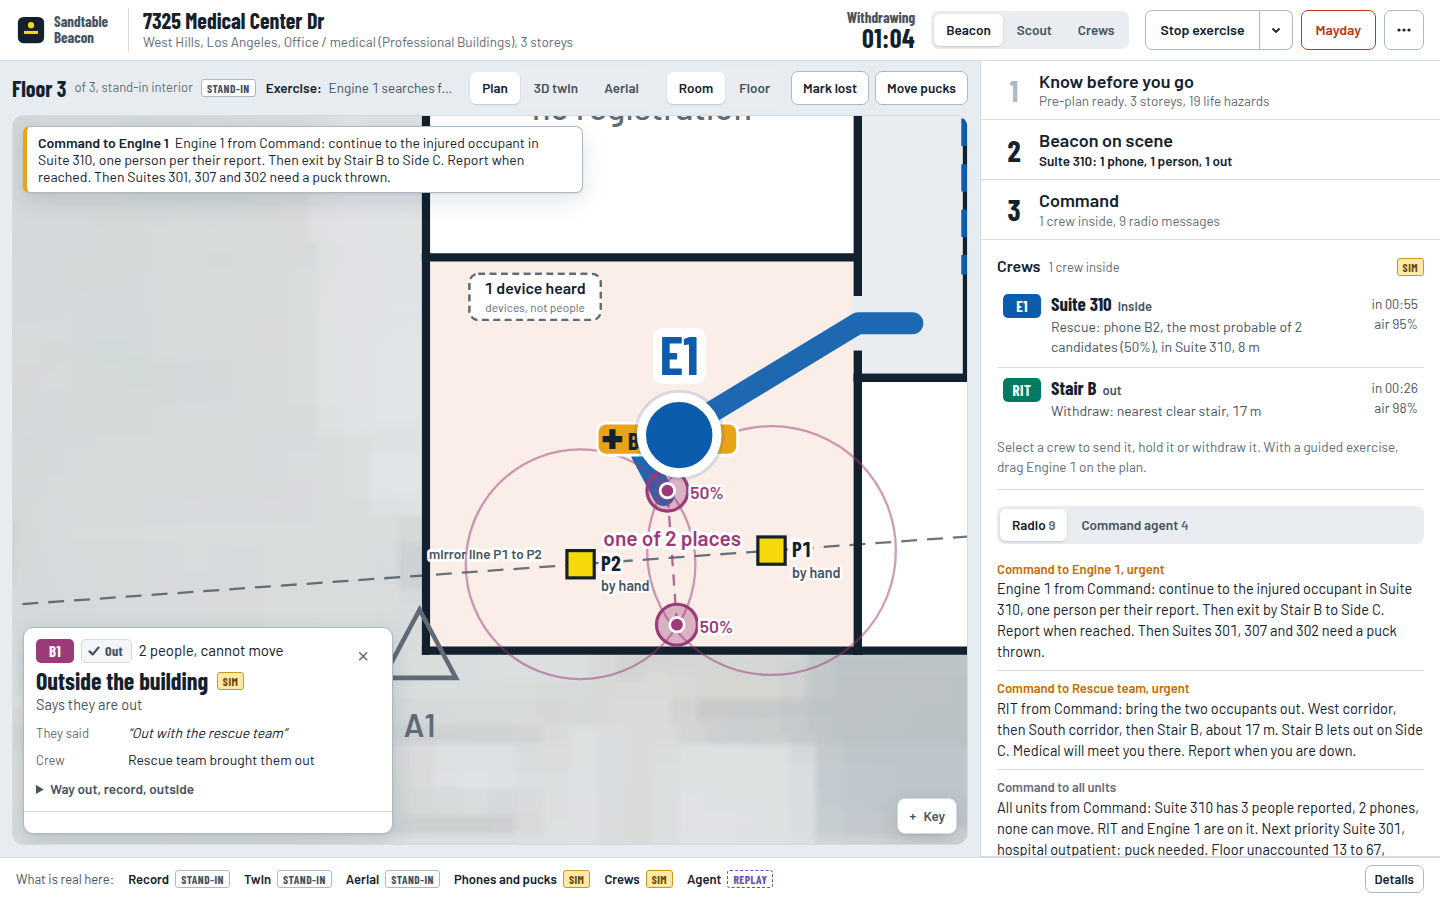 Sandtable
Beacon
7325 Medical Center Dr
West Hills, Los Angeles, Office / medical (Professional Buildings), 3 storeys
Withdrawing
01:04
Beacon
Scout
Crews
Stop exercise
Mayday
Floor 3
of 3, stand-in interior
STAND-IN
Exercise: Engine 1 searches f...
Plan
3D twin
Aerial
Room
Floor
Mark lost
Move pucks
no registration
Command to Engine 1 Engine 1 from Command: continue to the injured occupant in
Suite 310, one person per their report. Then exit by Stair B to Side C. Report when
reached. Then Suites 301, 307 and 302 need a puck thrown.
1 device heard
devices, not people
E1
B
50%
one of 2 places
mirror line P1 to P2
P2
by hand
P1
by hand
50%
A1
B1
Out
2 people, cannot move
×
Outside the building
SIM
Says they are out
They said
"Out with the rescue team"
Crew
Rescue team brought them out
Way out, record, outside
+ Key
1
Know before you go
Pre-plan ready. 3 storeys, 19 life hazards
2
Beacon on scene
Suite 310: 1 phone, 1 person, 1 out
3
Command
1 crew inside, 9 radio messages
Crews
1 crew inside
SIM
E1
Suite 310 Inside
in 00:55
Rescue: phone B2, the most probable of 2
air 95%
candidates (50%), in Suite 310, 8 m
RIT
Stair B out
in 00:26
Withdraw: nearest clear stair, 17 m
air 98%
Select a crew to send it, hold it or withdraw it. With a guided exercise,
drag Engine 1 on the plan.
Radio 9
Command agent 4
Command to Engine 1, urgent
Engine 1 from Command: continue to the injured occupant in Suite
310, one person per their report. Then exit by Stair B to Side C.
Report when reached. Then Suites 301, 307 and 302 need a puck
thrown.
Command to Rescue team, urgent
RIT from Command: bring the two occupants out. West corridor,
then South corridor, then Stair B, about 17 m. Stair B lets out on Side
C. Medical will meet you there. Report when you are down.
Command to all units
All units from Command: Suite 310 has 3 people reported, 2 phones,
none can move. RIT and Engine 1 are on it. Next priority Suite 301,
hospital outpatient: puck needed. Floor unaccounted 13 to 67,
What is real here:
Record STAND-IN
Twin STAND-IN
Aerial STAND-IN
Phones and pucks SIM
Crews SIM
Agent REPLAY
Details